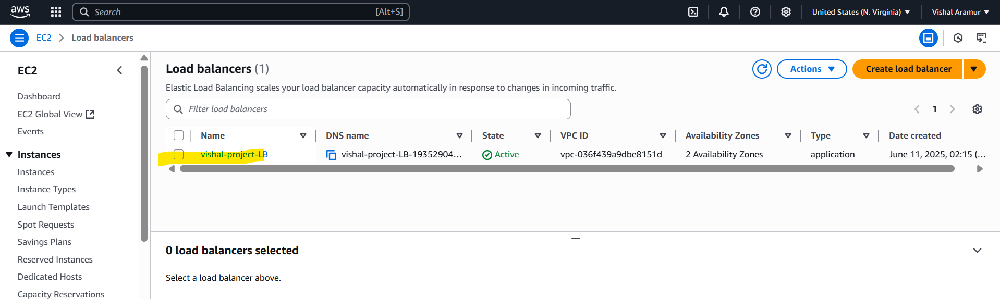 aws
Search [Alt+S] United States (N. Virginia) Vishal Aramur
EC2 Load balancers
EC2
Dashboard
EC2 Global View
Events
Instances
Instances
Instance Types
Launch Templates
Spot Requests
Savings Plans
Reserved Instances
Dedicated Hosts
Capacity Reservations
Load balancers (1)
Actions Create load balancer
Elastic Load Balancing scales your load balancer capacity automatically in response to changes in incoming traffic.
Filter load balancers
1
Name DNS name State VPC ID Availability Zones Type Date created
vishal-project-LB vishal-project-LB-19352904... Active vpc-036f439a9dbe8151d 2 Availability Zones application June 11, 2025, 02:15 (...
0 load balancers selected
Select a load balancer above.